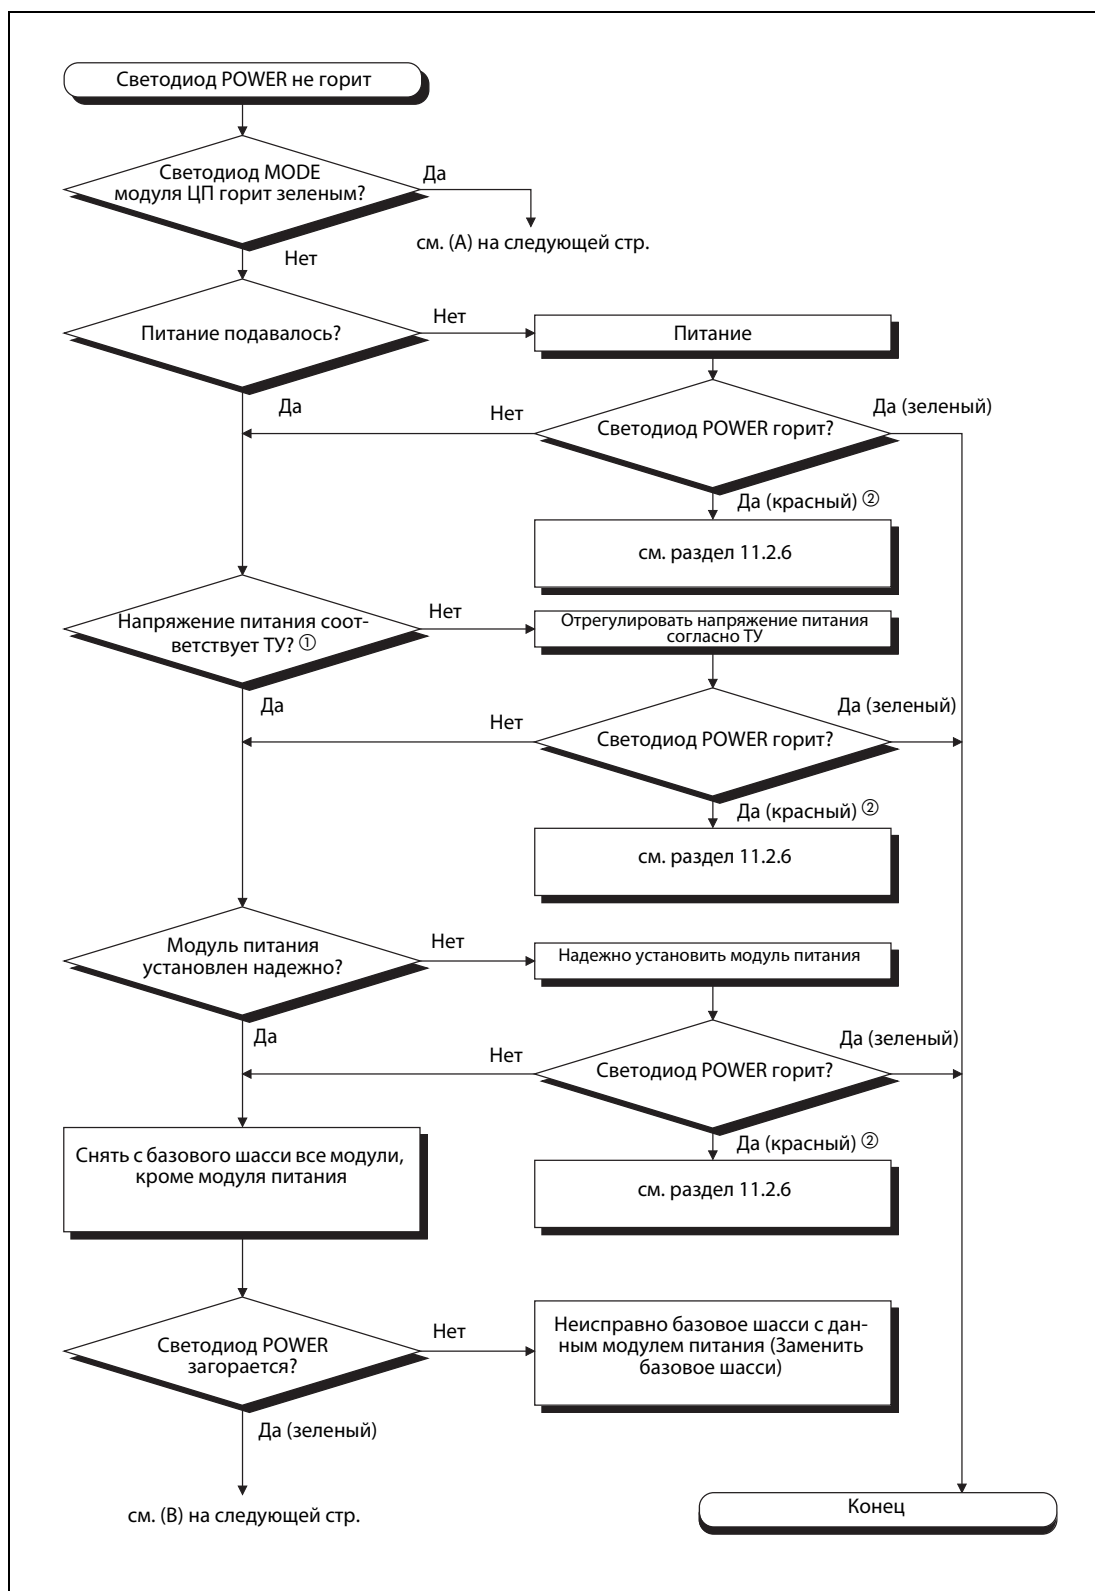 Светодиод POWER не горит
Светодиод MODE
модуля ЦП горит зеленым?
Да
см. (A) на следующей стр.
Нет
Питание подавалось?
Нет
Питание
Да
Нет
Светодиод POWER горит?
Да (зеленый)
Да (красный) ②
см. раздел 11.2.6
Напряжение питания соот-
ветствует ТУ? ①
Нет
Отрегулировать напряжение питания
согласно ТУ
Да
Нет
Светодиод POWER горит?
Да (зеленый)
Да (красный) ②
см. раздел 11.2.6
Модуль питания
установлен надежно?
Нет
Надежно установить модуль питания
Да
Нет
Светодиод POWER горит?
Да (зеленый)
Да (красный) ②
см. раздел 11.2.6
Снять с базового шасси все модули,
кроме модуля питания
Светодиод POWER
загорается?
Нет
Неисправно базовое шасси с дан-
ным модулем питания (Заменить
базовое шасси)
Да (зеленый)
см. (B) на следующей стр.
Конец